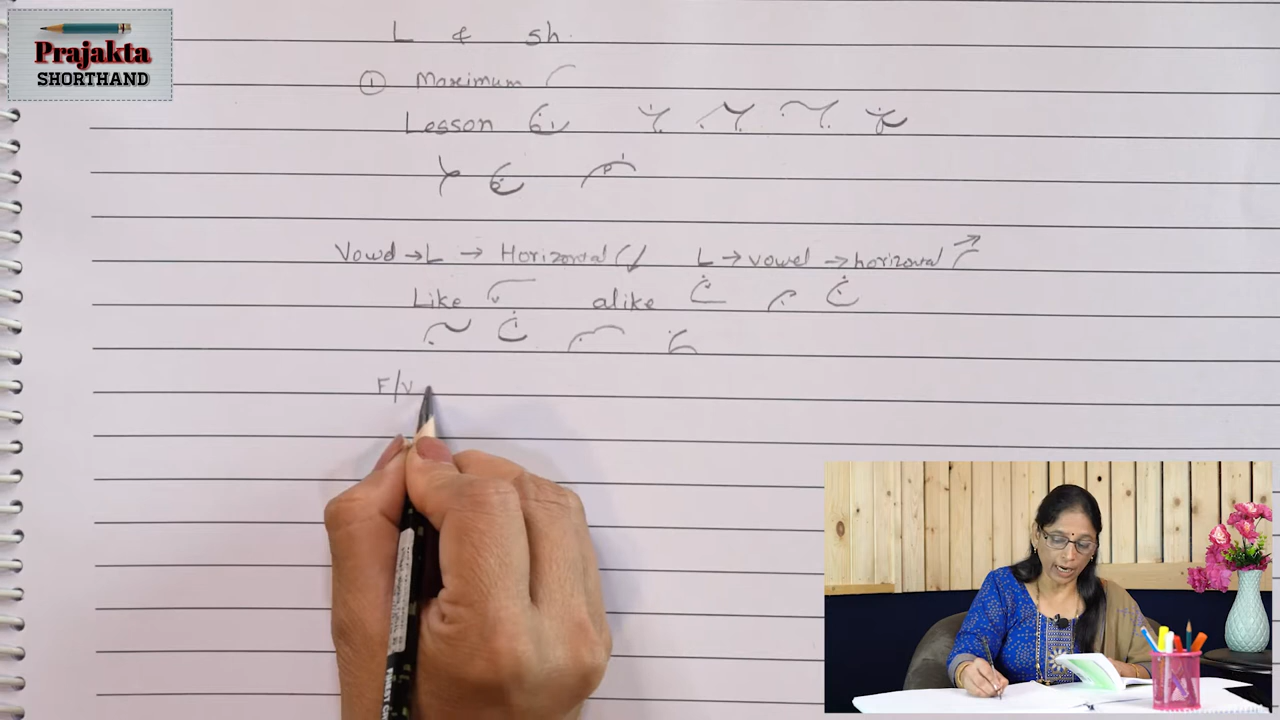 Prajakta
SHORTHAND
L & sh.
① Maximum
Lesson
Vowel → L → Horizontal L → vowel → horizontal
Like alike
F/V